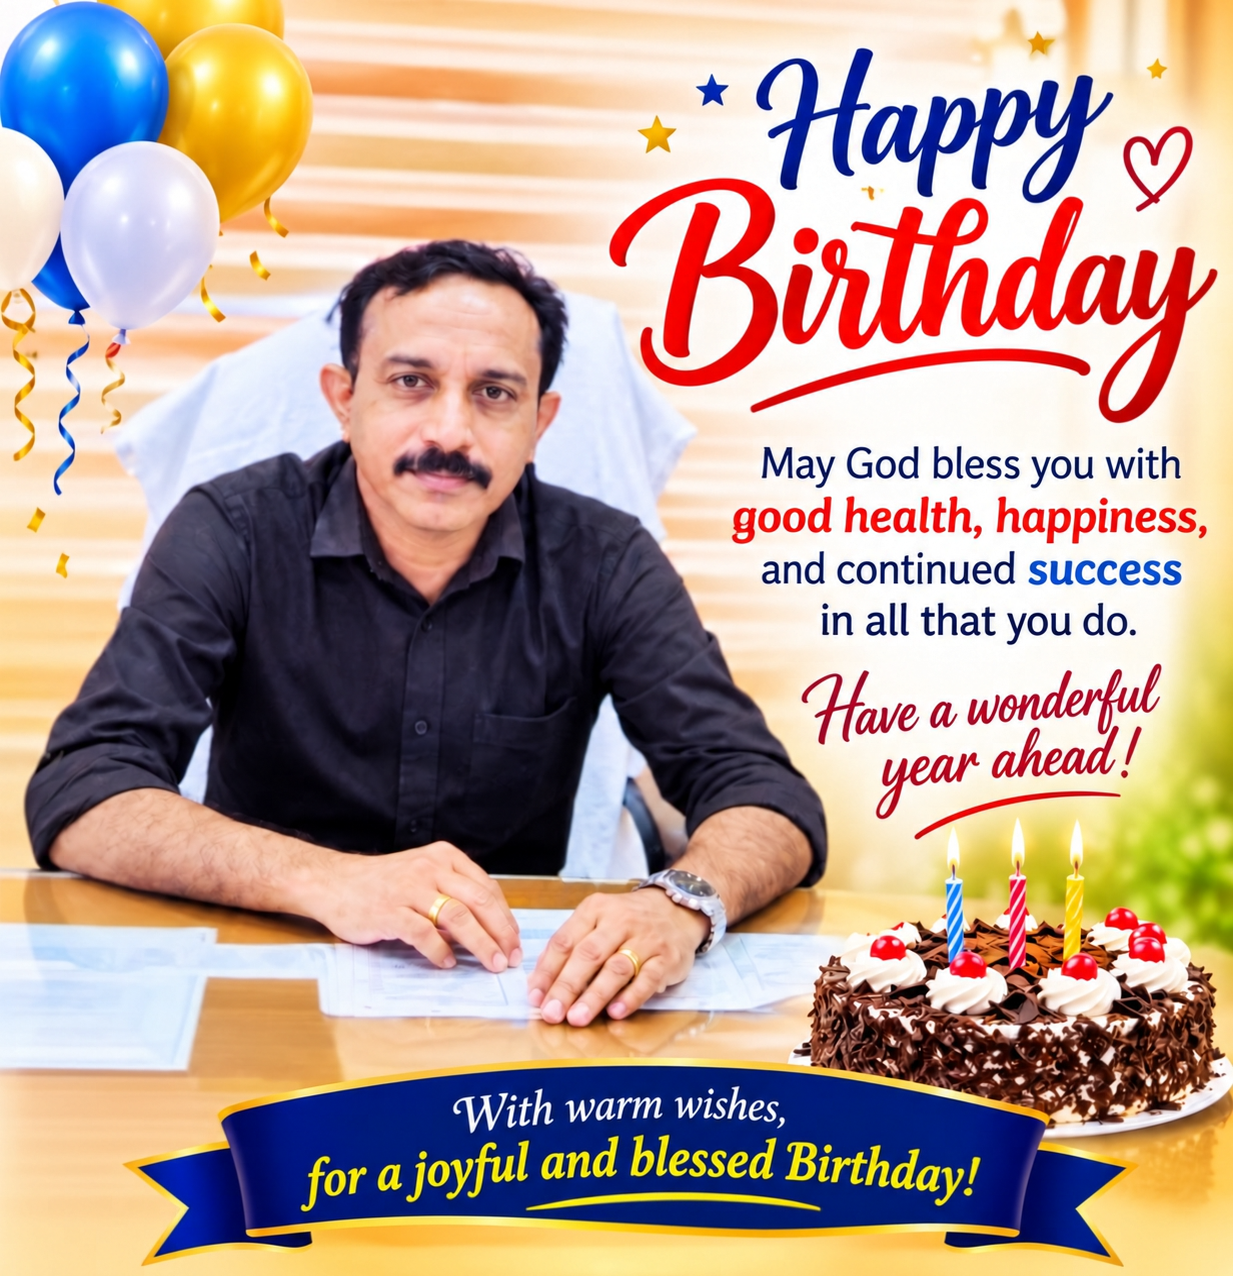 Happy
Birthday
May God bless you with
good health, happiness,
and continued success
in all that you do.
Have a wonderful
year ahead!
With warm wishes,
for a joyful and blessed Birthday!